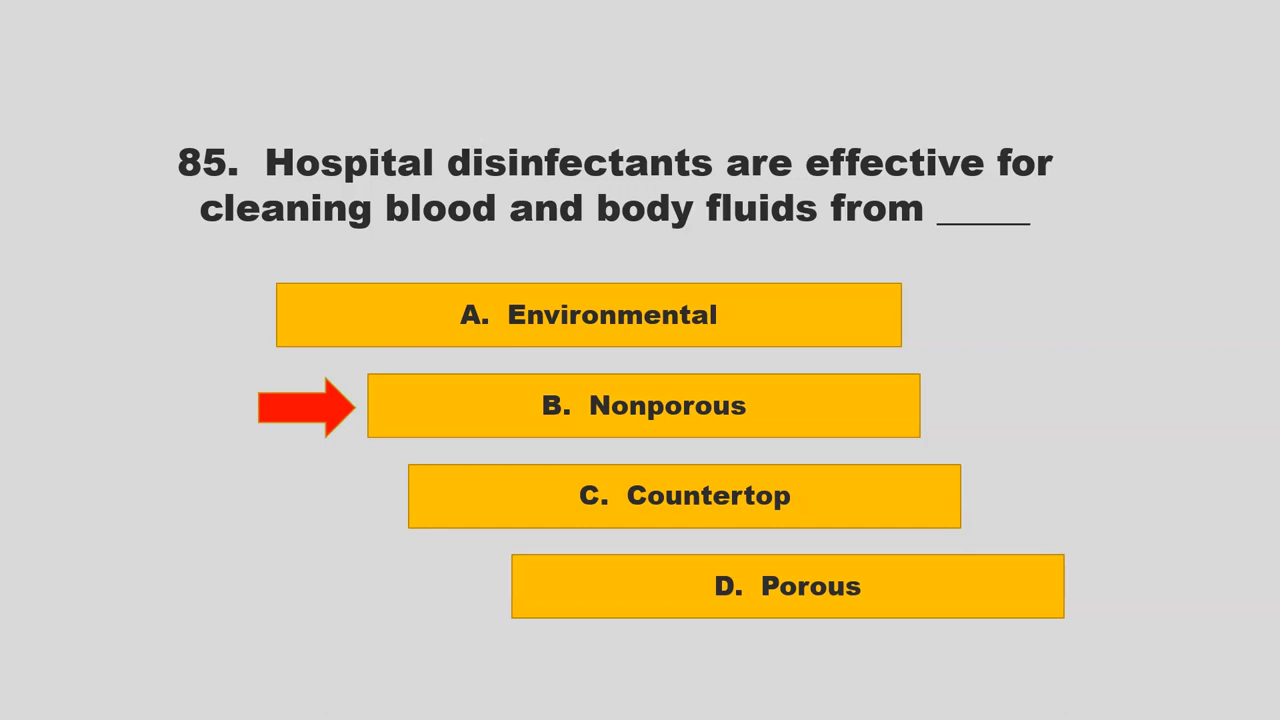 85. Hospital disinfectants are effective for
cleaning blood and body fluids from _____
A. Environmental
B. Nonporous
C. Countertop
D. Porous